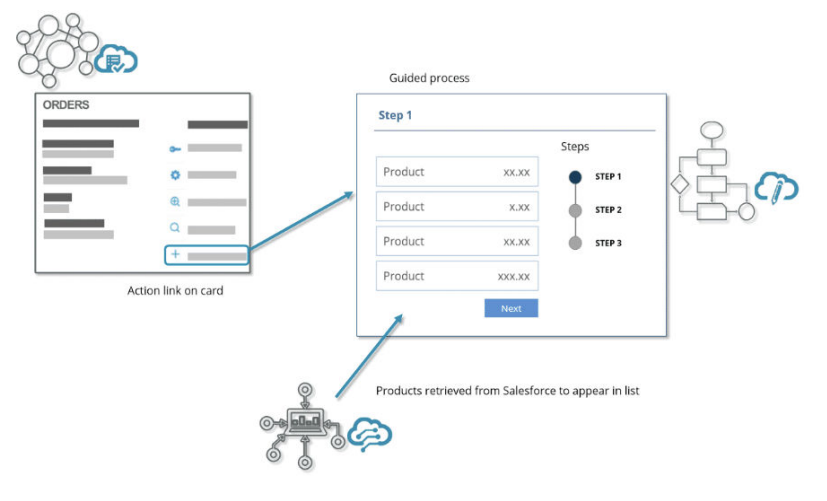 Guided process
ORDERS
Action link on card
Step 1
Steps
Product xx.xx
STEP 1
Product x.xx
STEP 2
Product xx.xx
STEP 3
Product xxx.xx
Next
Products retrieved from Salesforce to appear in list